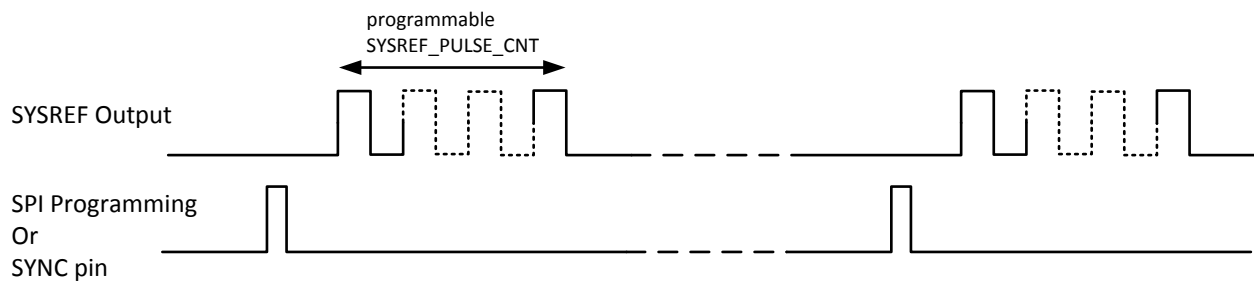 programmable
SYSREF_PULSE_CNT
SYSREF Output
SPI Programming
Or
SYNC pin